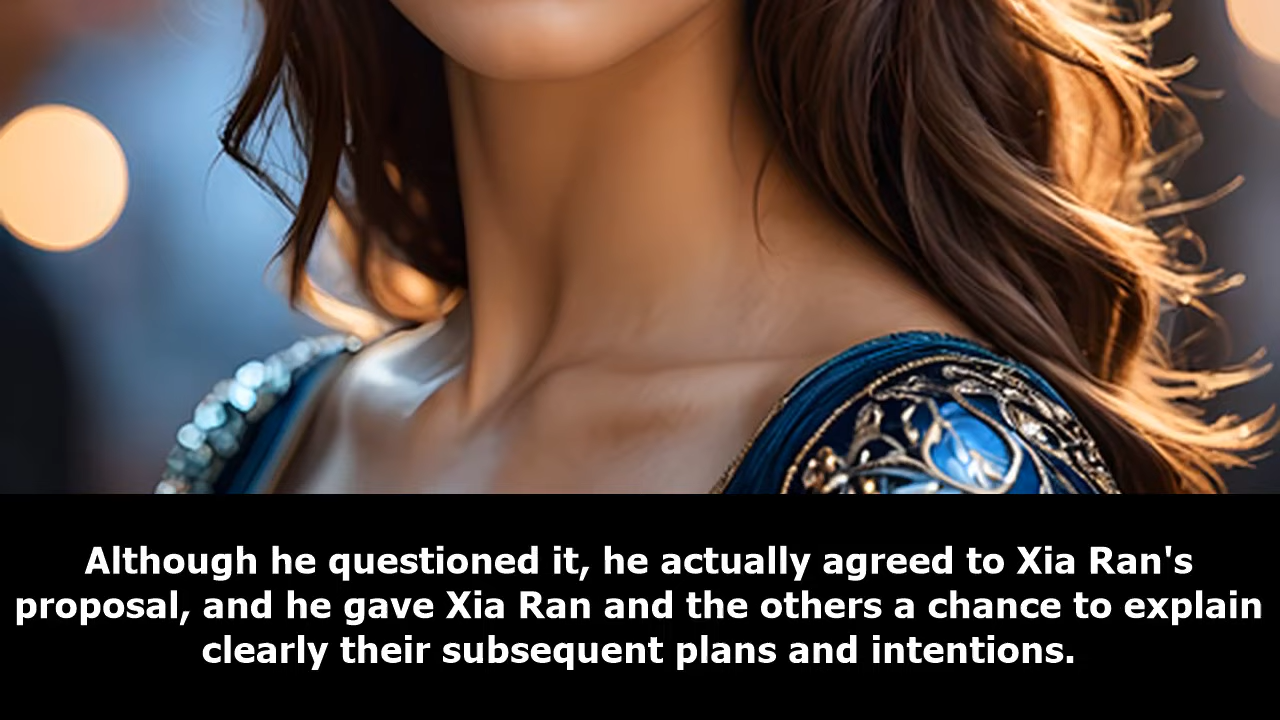 Although he questioned it, he actually agreed to Xia Ran's
proposal, and he gave Xia Ran and the others a chance to explain
clearly their subsequent plans and intentions.